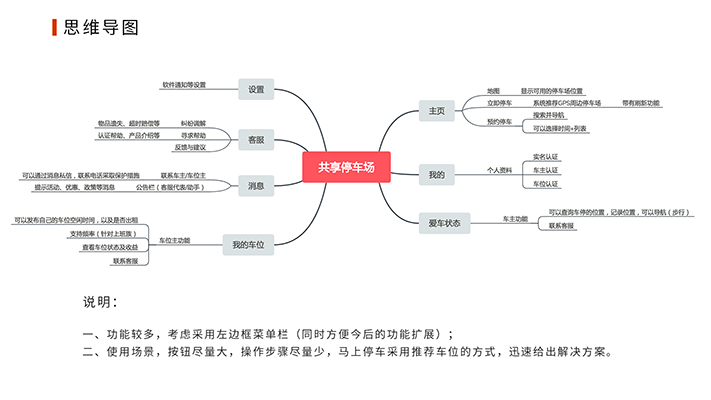 思维导图
共享停车场
设置
软件通知等设置
客服
物品遗失、超时赔偿等
纠纷调解
认证帮助、产品介绍等
寻求帮助
反馈与建议
消息
可以通过消息私信，联系电话采取保护措施
联系车主/车位主
提示活动、优惠、政策等消息
公告栏（客服代表/助手）
我的车位
车位主功能
可以发布自己的车位空闲时间，以及是否出租
支持频率（针对上班族）
查看车位状态及收益
联系客服
主页
地图
显示可用的停车场位置
立即停车
系统推荐GPS周边停车场
带有刷新功能
预约停车
搜索并导航
可以选择时间+列表
我的
个人资料
实名认证
车主认证
车位认证
爱车状态
车主功能
可以查询车停的位置，记录位置，可以导航（步行）
联系客服
说明：
一、功能较多，考虑采用左边框菜单栏（同时方便今后的功能扩展）；
二、使用场景，按钮尽量大，操作步骤尽量少，马上停车采用推荐车位的方式，迅速给出解决方案。